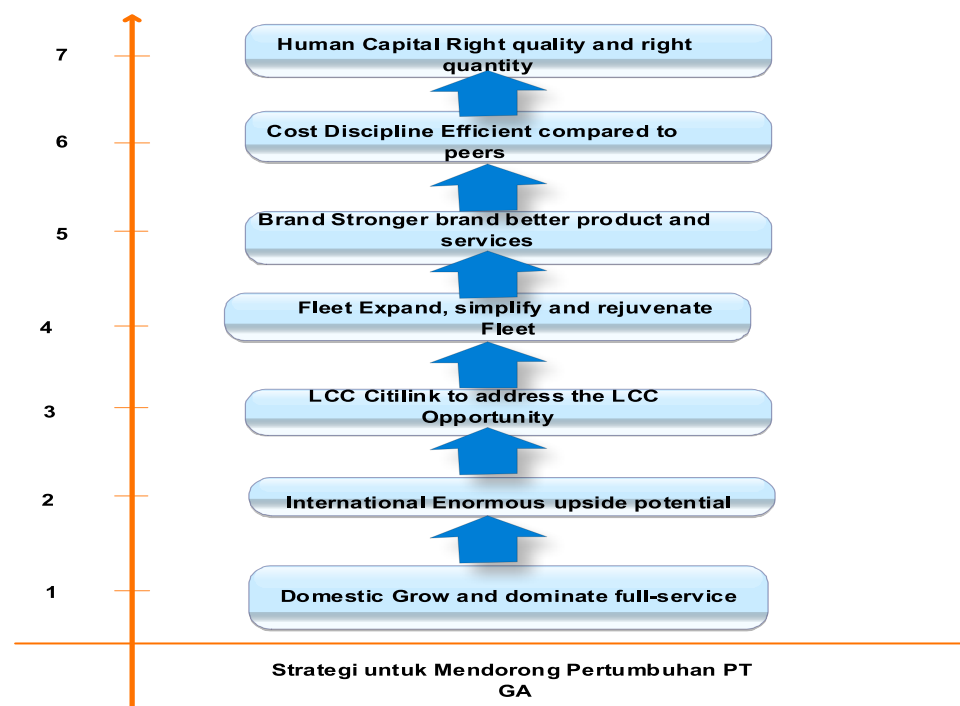 7
Human Capital Right quality and right
quantity
6
Cost Discipline Efficient compared to
peers
5
Brand Stronger brand better product and
services
4
Fleet Expand, simplify and rejuvenate
Fleet
3
LCC Citilink to address the LCC
Opportunity
2
International Enormous upside potential
1
Domestic Grow and dominate full-service
Strategi untuk Mendorong Pertumbuhan PT
GA